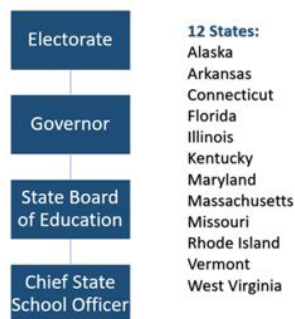 Electorate
Governor
State Board
of Education
Chief State
School Officer
12 States:
Alaska
Arkansas
Connecticut
Florida
Illinois
Kentucky
Maryland
Massachusetts
Missouri
Rhode Island
Vermont
West Virginia